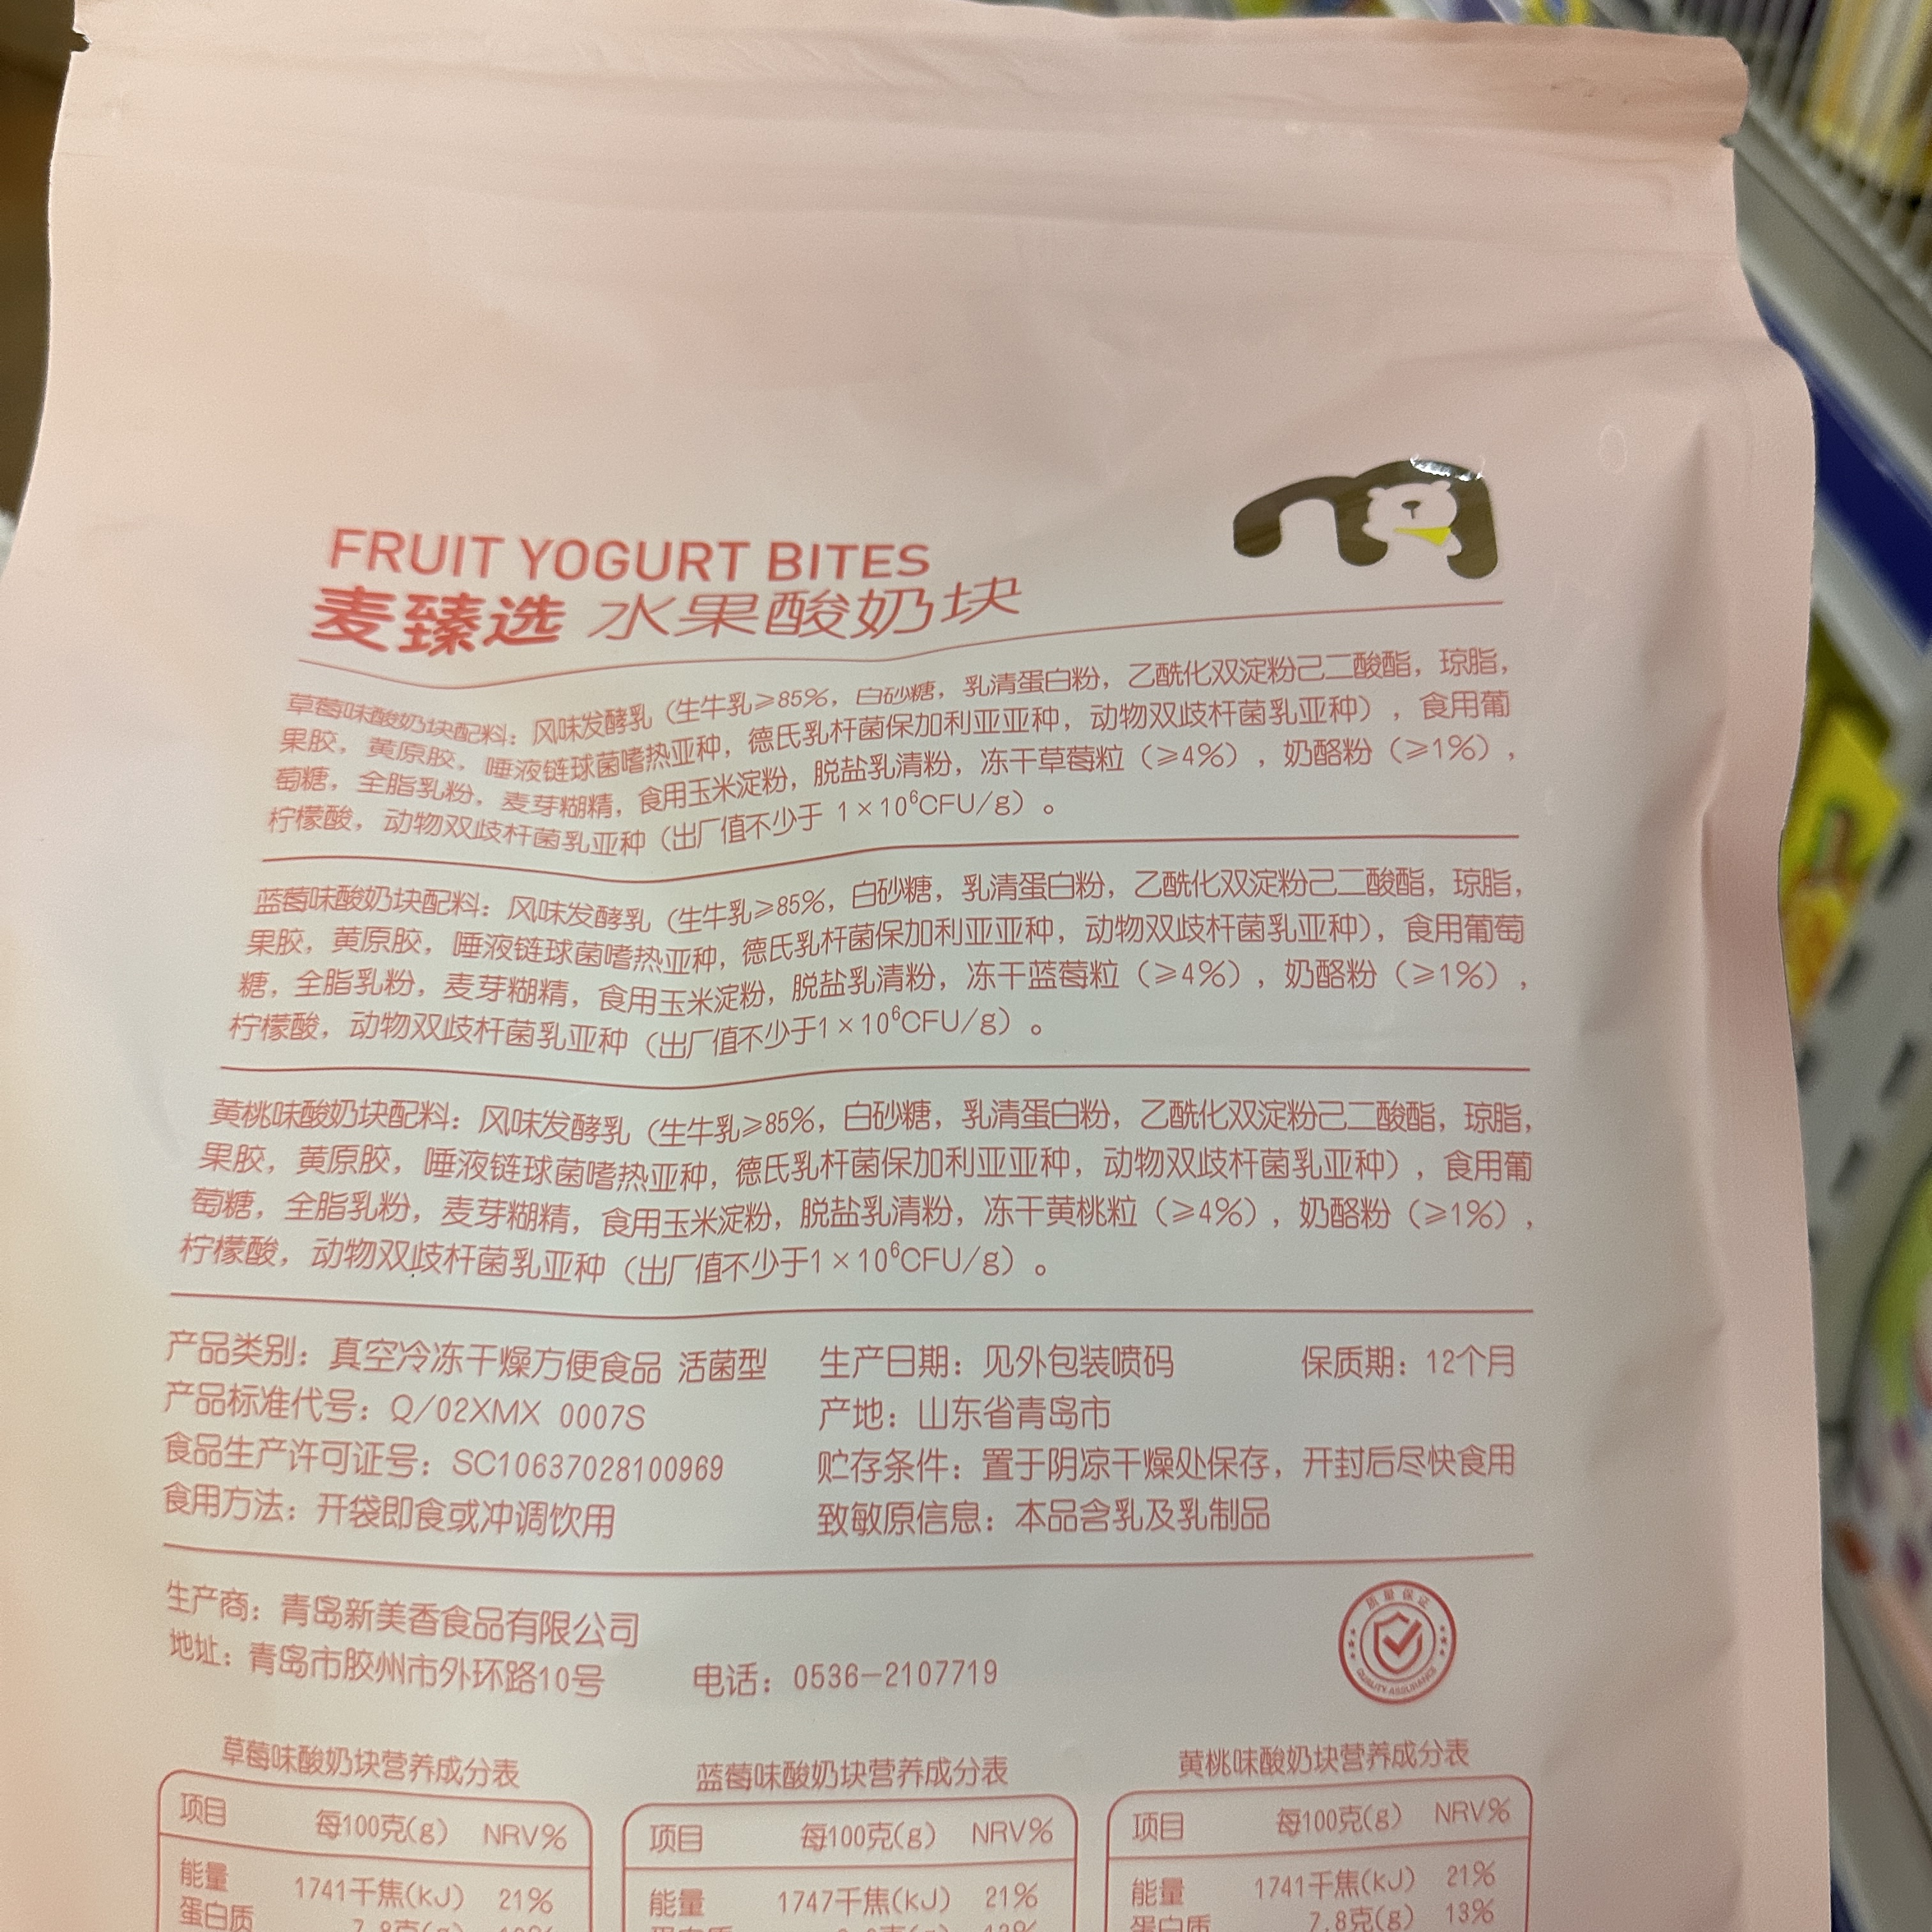 FRUIT YOGURT BITES
麦臻选 水果酸奶块
草莓味酸奶块配料：风味发酵乳（生牛乳≥85%，白砂糖，乳清蛋白粉，乙酰化双淀粉己二酸酯，琼脂，
果胶，黄原胶，唾液链球菌嗜热亚种，德氏乳杆菌保加利亚亚种，动物双歧杆菌乳亚种），食用葡
萄糖，全脂乳粉，麦芽糊精，食用玉米淀粉，脱盐乳清粉，冻干草莓粒（≥4%），奶酪粉（≥1%），
柠檬酸，动物双歧杆菌乳亚种（出厂值不少于 1×10⁶CFU/g）。
蓝莓味酸奶块配料：风味发酵乳（生牛乳≥85%，白砂糖，乳清蛋白粉，乙酰化双淀粉己二酸酯，琼脂，
果胶，黄原胶，唾液链球菌嗜热亚种，德氏乳杆菌保加利亚亚种，动物双歧杆菌乳亚种），食用葡萄
糖，全脂乳粉，麦芽糊精，食用玉米淀粉，脱盐乳清粉，冻干蓝莓粒（≥4%），奶酪粉（≥1%），
柠檬酸，动物双歧杆菌乳亚种（出厂值不少于1×10⁶CFU/g）。
黄桃味酸奶块配料：风味发酵乳（生牛乳≥85%，白砂糖，乳清蛋白粉，乙酰化双淀粉己二酸酯，琼脂，
果胶，黄原胶，唾液链球菌嗜热亚种，德氏乳杆菌保加利亚亚种，动物双歧杆菌乳亚种），食用葡
萄糖，全脂乳粉，麦芽糊精，食用玉米淀粉，脱盐乳清粉，冻干黄桃粒（≥4%），奶酪粉（≥1%），
柠檬酸，动物双歧杆菌乳亚种（出厂值不少于1×10⁶CFU/g）。
产品类别：真空冷冻干燥方便食品 活菌型 生产日期：见外包装喷码 保质期：12个月
产品标准代号：Q/02XMX 0007S 产地：山东省青岛市
食品生产许可证号：SC10637028100969 贮存条件：置于阴凉干燥处保存，开封后尽快食用
食用方法：开袋即食或冲调饮用 致敏原信息：本品含乳及乳制品
生产商：青岛新美香食品有限公司
地址：青岛市胶州市外环路10号 电话：0536-2107719
质量保证
QUALITY ASSURANCE
草莓味酸奶块营养成分表 蓝莓味酸奶块营养成分表 黄桃味酸奶块营养成分表
项目 每100克(g) NRV% 项目 每100克(g) NRV% 项目 每100克(g) NRV%
能量 1741千焦(kJ) 21% 能量 1747千焦(kJ) 21% 能量 1741千焦(kJ) 21%
蛋白质 7.8克(g) 蛋白质 13% 蛋白质 7.8克(g) 13%